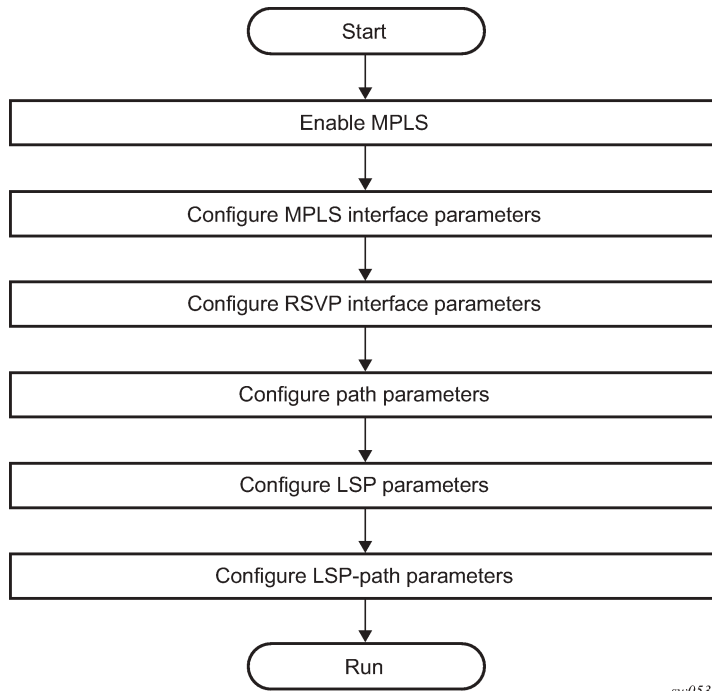 Start
Enable MPLS
Configure MPLS interface parameters
Configure RSVP interface parameters
Configure path parameters
Configure LSP parameters
Configure LSP-path parameters
Run